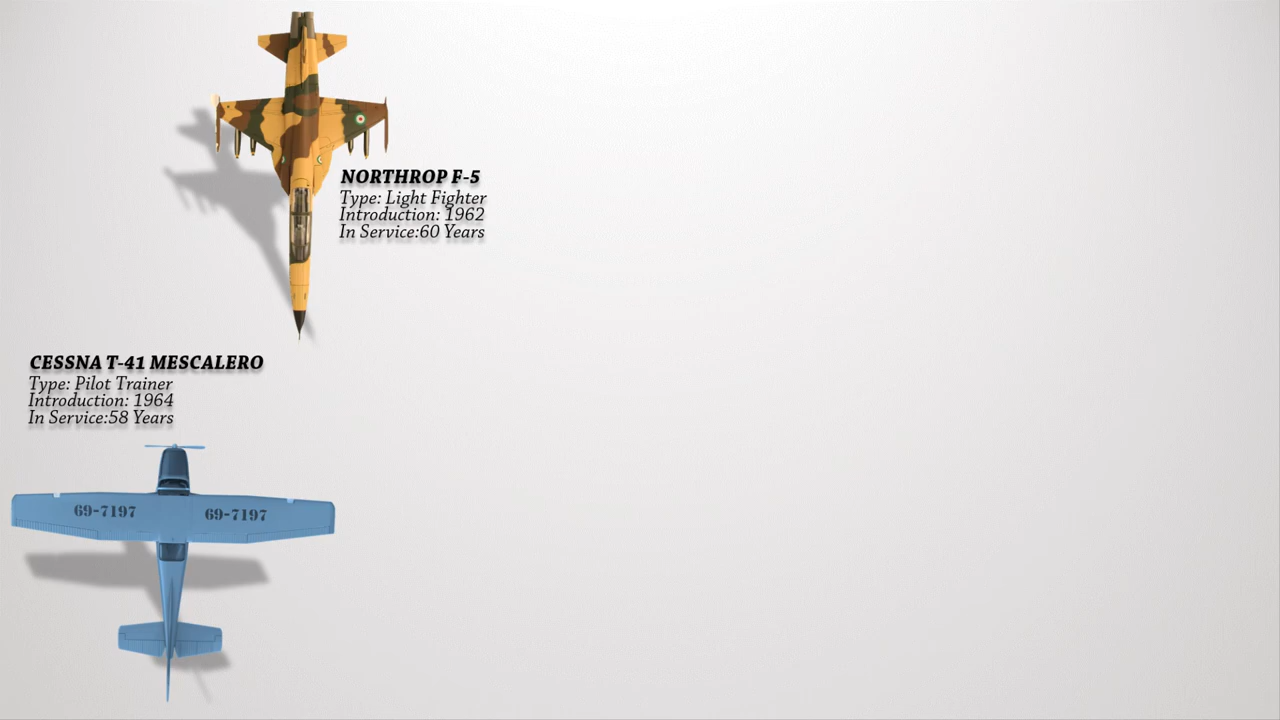 NORTHROP F-5
Type: Light Fighter
Introduction: 1962
In Service:60 Years
CESSNA T-41 MESCALERO
Type: Pilot Trainer
Introduction: 1964
In Service:58 Years
69-7197 69-7197